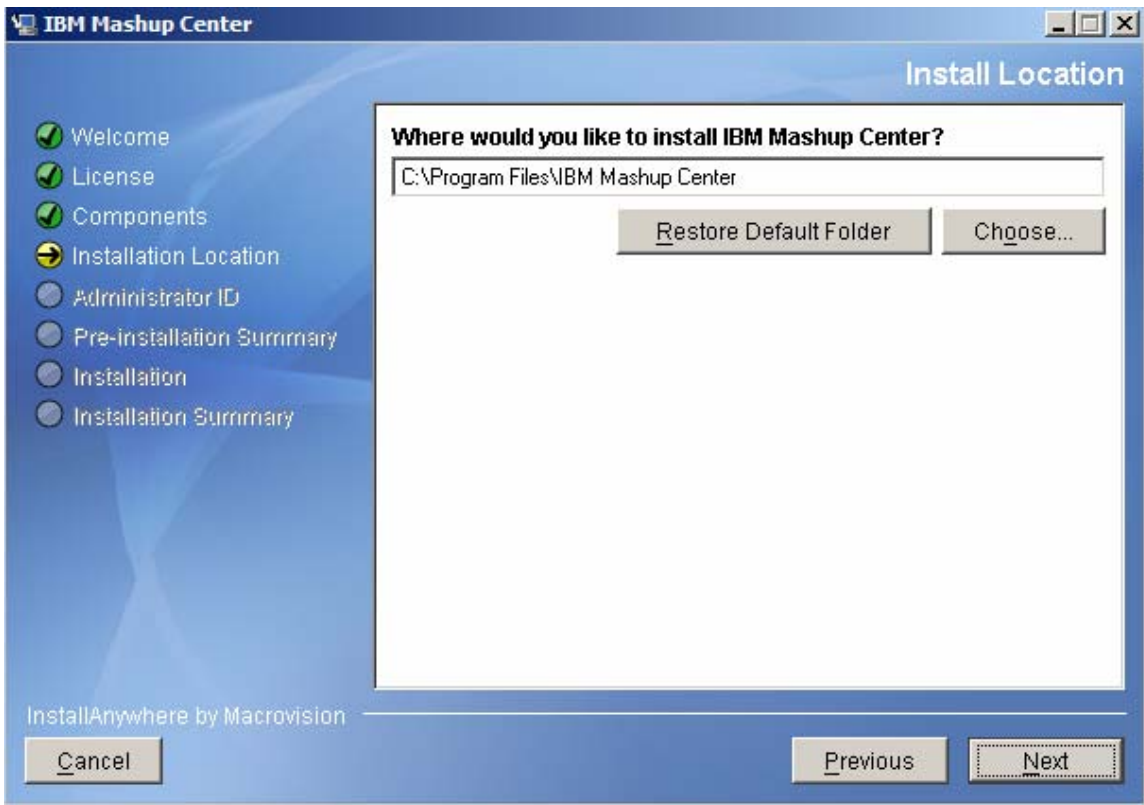 IBM Mashup Center
Install Location
Welcome
License
Components
Installation Location
Administrator ID
Pre-installation Summary
Installation
Installation Summary
Where would you like to install IBM Mashup Center?
C:\Program Files\IBM Mashup Center
Restore Default Folder Choose...
InstallAnywhere by Macrovision
Cancel Previous Next